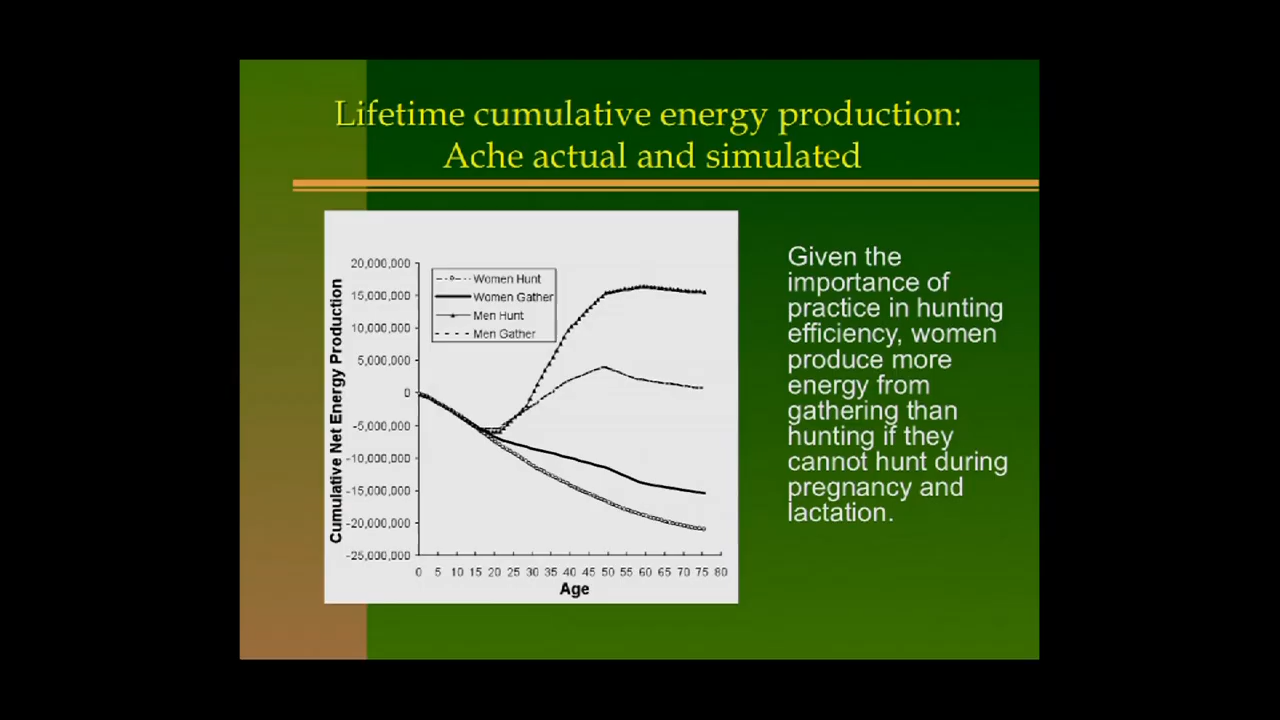 Lifetime cumulative energy production:
Ache actual and simulated
Cumulative Net Energy Production
20,000,000
15,000,000
10,000,000
5,000,000
0
-5,000,000
-10,000,000
-15,000,000
-20,000,000
-25,000,000
Women Hunt
Women Gather
Men Hunt
Men Gather
0 5 10 15 20 25 30 35 40 45 50 55 60 65 70 75 80
Age
Given the
importance of
practice in hunting
efficiency, women
produce more
energy from
gathering than
hunting if they
cannot hunt during
pregnancy and
lactation.